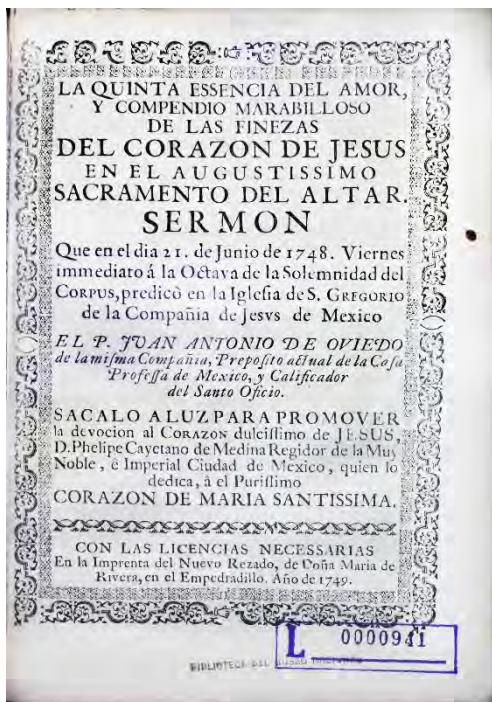 LA QUINTA ESSENCIA DEL AMOR,
Y COMPENDIO MARABILLOSO
DE LAS FINEZAS
DEL CORAZON DE JESUS
EN EL AUGUSTISSIMO
SACRAMENTO DEL ALTAR.
SERMON
Que en el dia 21. de Junio de 1748. Viernes
immediato á la Octava de la Solemnidad del
CORPUS, predicò en la Iglesia de S. GREGORIO
de la Compañia de Jesvs de Mexico
EL P. JUAN ANTONIO DE OVIEDO
de la misma Compañia, Preposito actual de la Casa
Professa de Mexico, y Calificador
del Santo Oficio.
SACALO A LUZ PARA PROMOVER
la devocion al CORAZON dulcissimo de JESUS,
D. Phelipe Cayetano de Medina Regidor de la Muy
Noble, e Imperial Ciudad de Mexico, quien lo
dedica, à el Purissimo
CORAZON DE MARIA SANTISSIMA.
CON LAS LICENCIAS NECESSARIAS
En la Imprenta del Nuevo Rezado, de Doña Maria de
Rivera, en el Empedradillo. Año de 1749.
L 0000941
BIBLIOTECA DEL